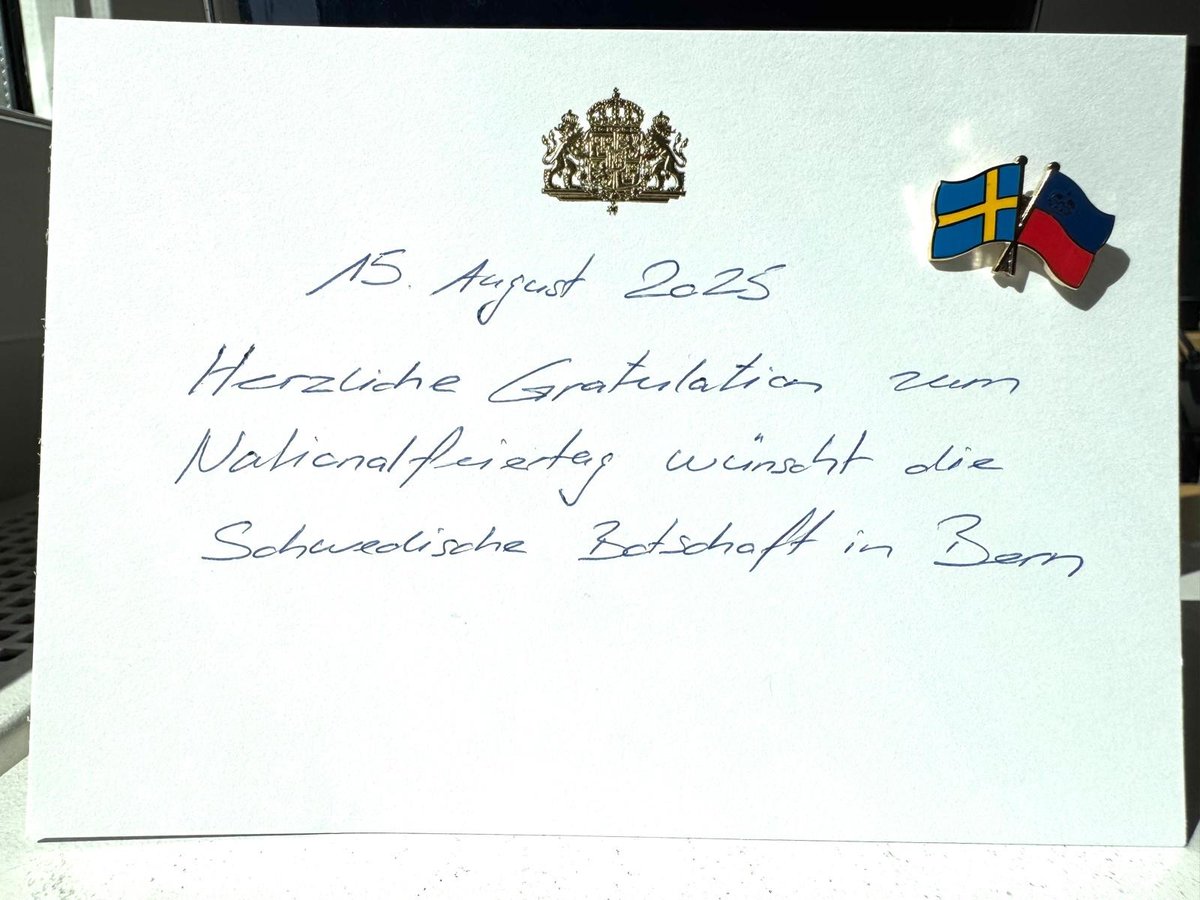 15. August 2025
Herzliche Gratulation zum
Nationalfeiertag wünscht die
Schwedische Botschaft in Bern